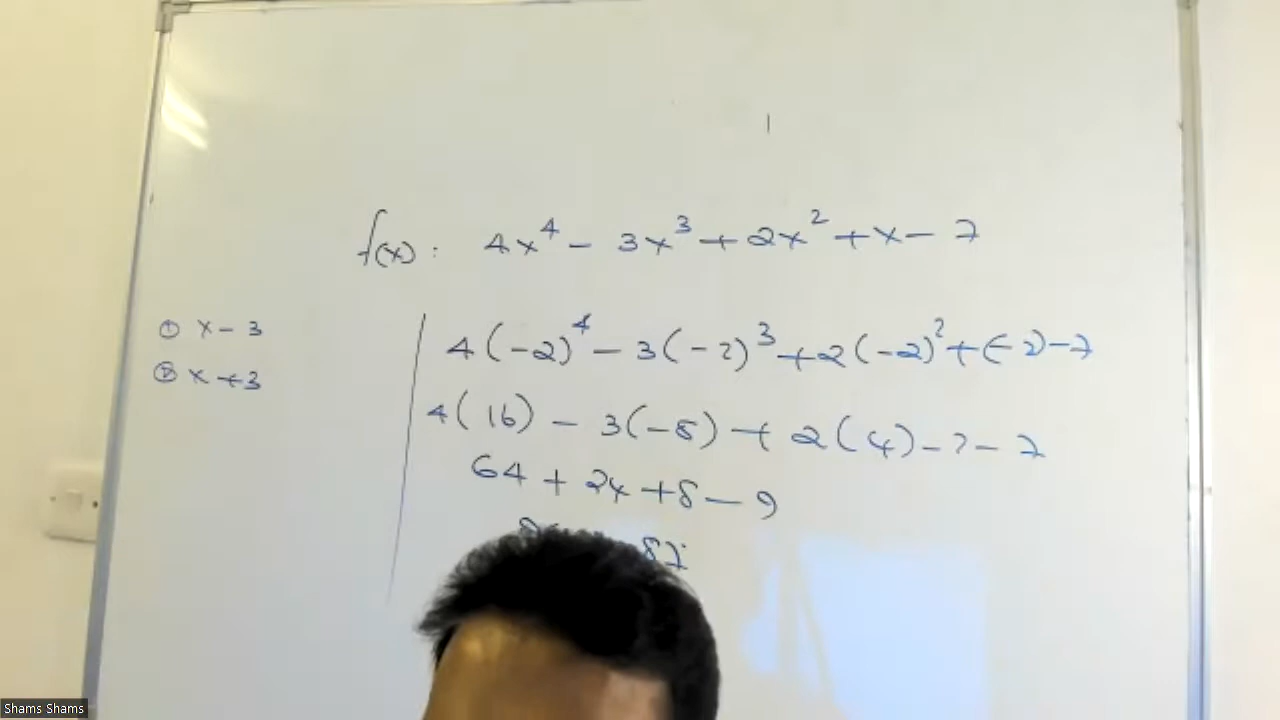 f(x) : 4x⁴ - 3x³ + 2x² + x - 7
① x - 3
② x + 3
4(-2)⁴ - 3(-2)³ + 2(-2)² + (-2) - 7
4(16) - 3(-8) + 2(4) - 2 - 7
64 + 24 + 8 - 9
87
Shams Shams